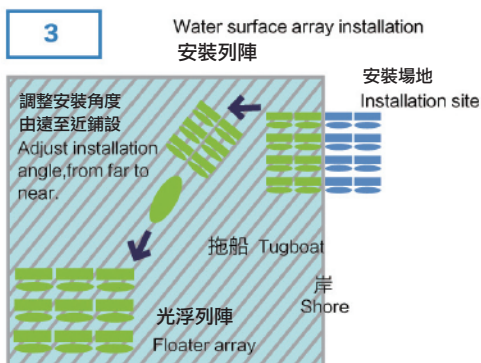 3
Water surface array installation
安裝列陣
安裝場地
Installation site
調整安裝角度
由遠至近鋪設
Adjust installation
angle,from far to
near.
拖船 Tugboat
岸
Shore
光浮列陣
Floater array